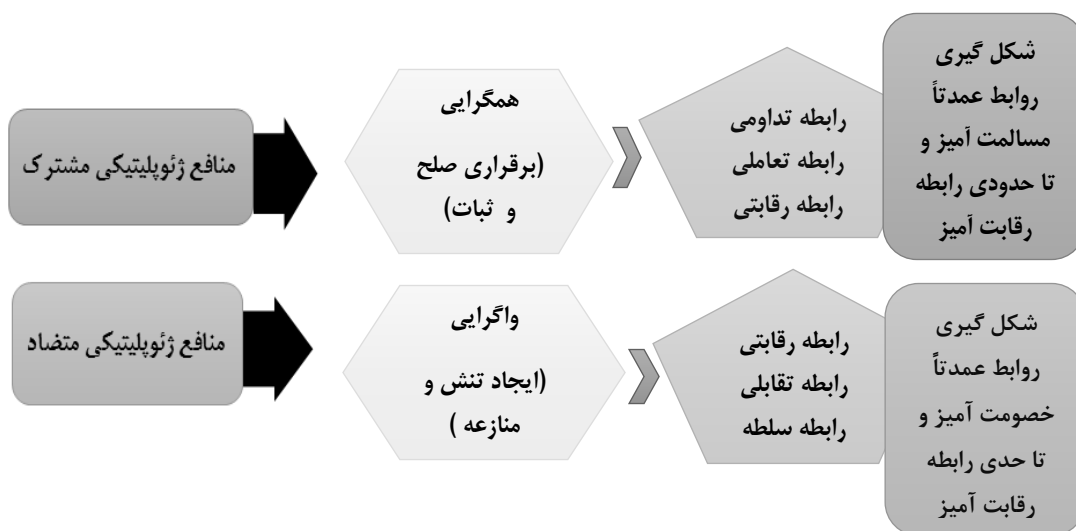 منافع ژئوپلیتیکی مشترک
همگرایی
(برقراری صلح
و ثبات)
رابطه تداومی
رابطه تعاملی
رابطه رقابتی
شکل گیری
روابط عمدتاً
مسالمت آمیز و
تا حدودی رابطه
رقابت آمیز
منافع ژئوپلیتیکی متضاد
واگرایی
(ایجاد تنش و
منازعه )
رابطه رقابتی
رابطه تقابلی
رابطه سلطه
شکل گیری
روابط عمدتاً
خصومت آمیز و
تا حدی رابطه
رقابت آمیز